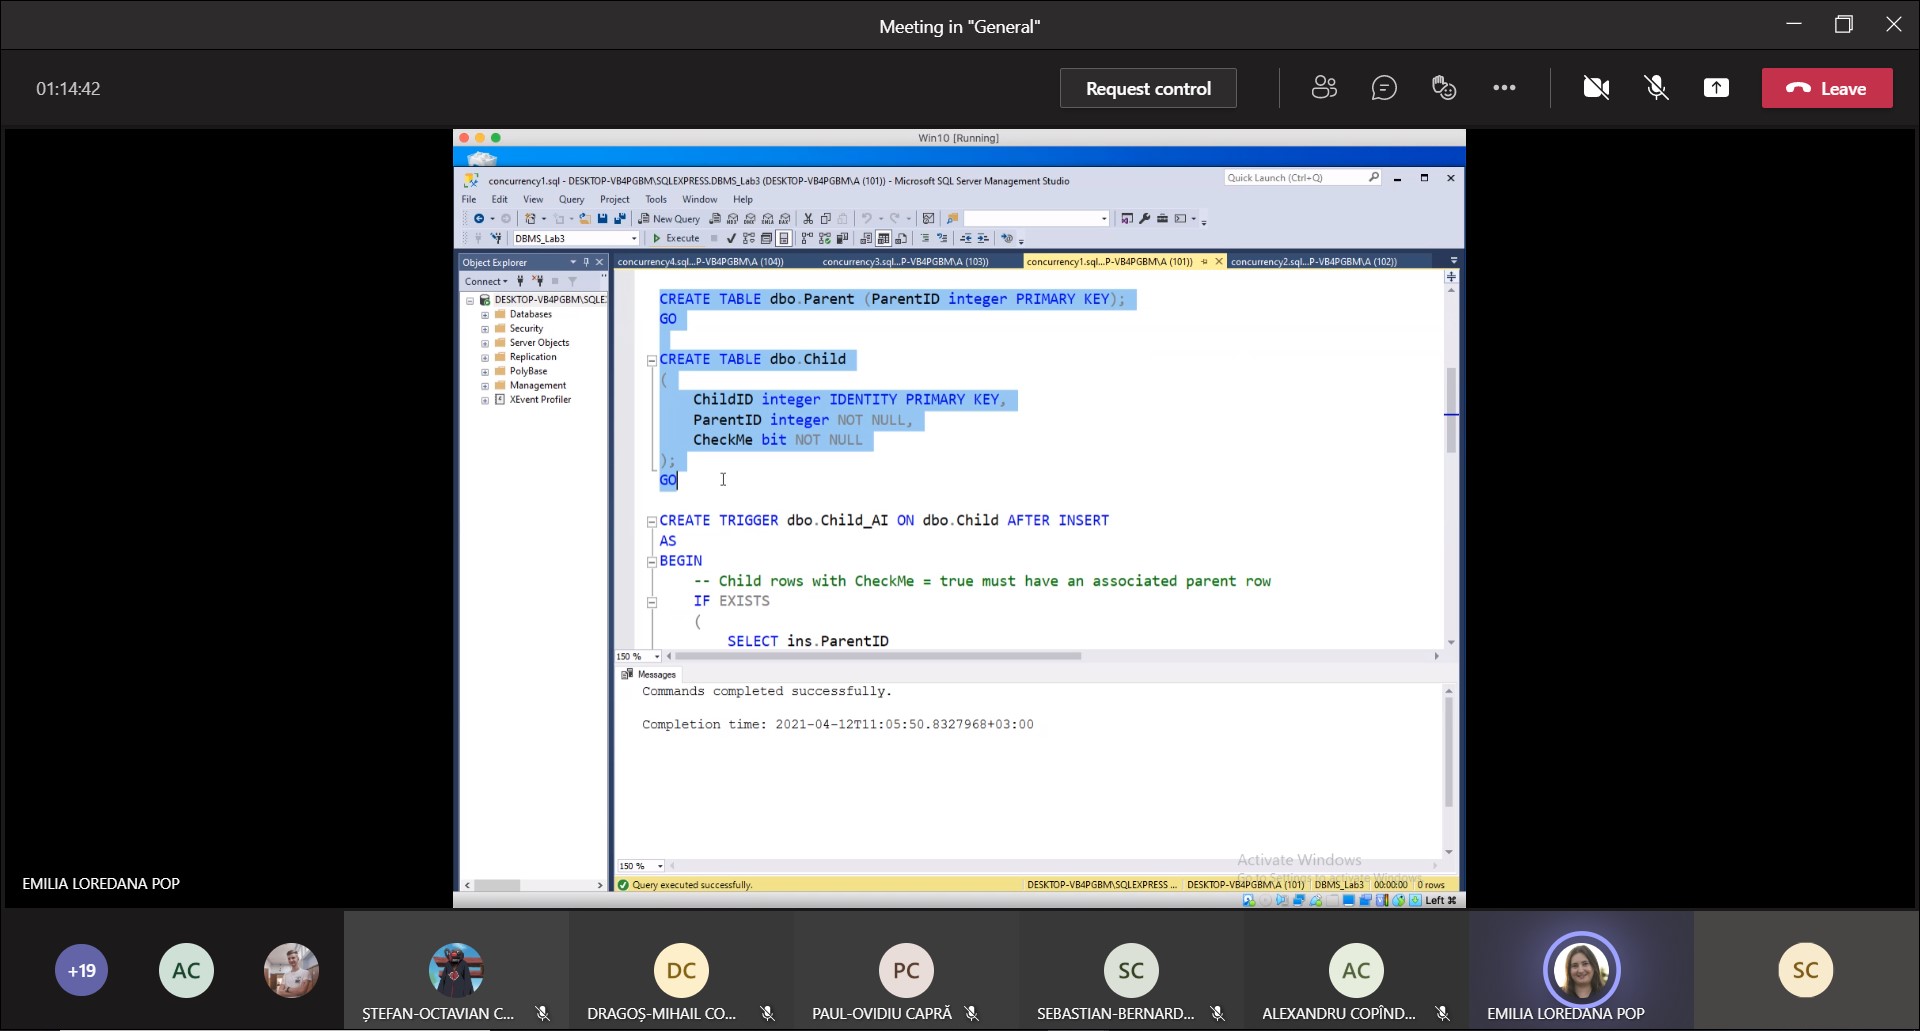 Meeting in "General"
01:14:42
Request control
Leave
Win10 [Running]
concurrency1.sql - DESKTOP-VB4PGBM\SQLEXPRESS.DBMS_Lab3 (DESKTOP-VB4PGBM\A (101)) - Microsoft SQL Server Management Studio
Quick Launch (Ctrl+Q)
File Edit View Query Project Tools Window Help
New Query
DBMS_Lab3
Execute
Object Explorer
concurrency4.sql...P-VB4PGBM\A (104))
concurrency3.sql...P-VB4PGBM\A (103))
concurrency1.sql...P-VB4PGBM\A (101))
concurrency2.sql...P-VB4PGBM\A (102))
Connect
DESKTOP-VB4PGBM\SQLE
Databases
Security
Server Objects
Replication
PolyBase
Management
XEvent Profiler
CREATE TABLE dbo.Parent (ParentID integer PRIMARY KEY);
GO
CREATE TABLE dbo.Child
(
ChildID integer IDENTITY PRIMARY KEY,
ParentID integer NOT NULL,
CheckMe bit NOT NULL
);
GO
CREATE TRIGGER dbo.Child_AI ON dbo.Child AFTER INSERT
AS
BEGIN
-- Child rows with CheckMe = true must have an associated parent row
IF EXISTS
(
SELECT ins.ParentID
150 %
Messages
Commands completed successfully.
Completion time: 2021-04-12T11:05:50.8327968+03:00
150 %
Activate Windows
Go to Settings to activate Windows.
Query executed successfully.
DESKTOP-VB4PGBM\SQLEXPRESS ...
DESKTOP-VB4PGBM\A (101)
DBMS_Lab3
00:00:00
0 rows
Left ⌘
EMILIA LOREDANA POP
+19
AC
ȘTEFAN-OCTAVIAN C...
DC
DRAGOȘ-MIHAIL CO...
PC
PAUL-OVIDIU CAPRĂ
SC
SEBASTIAN-BERNARD...
AC
ALEXANDRU COPÎND...
EMILIA LOREDANA POP
SC